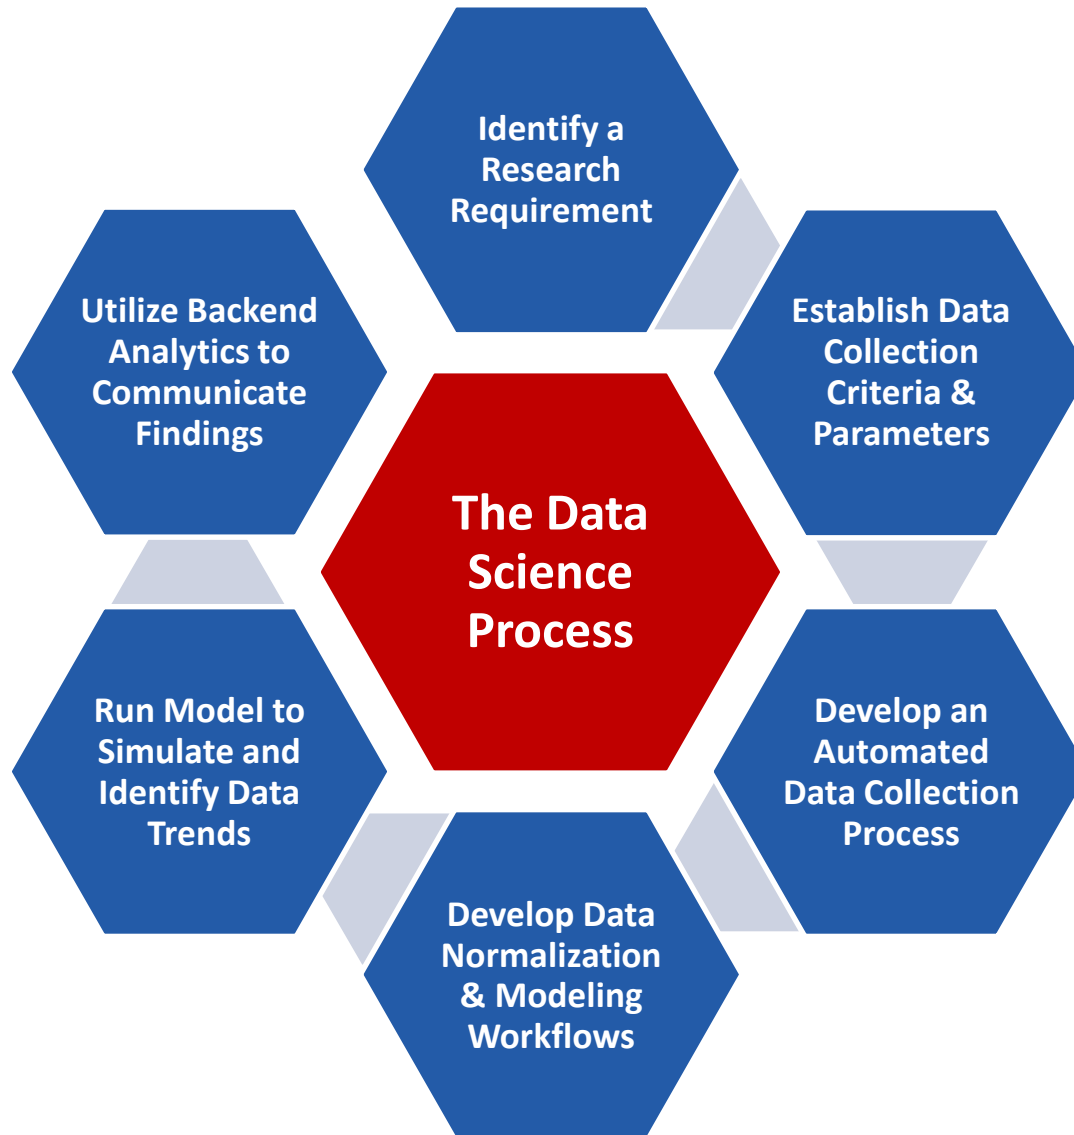 Identify a
Research
Requirement
Establish Data
Collection
Criteria &
Parameters
Develop an
Automated
Data Collection
Process
Develop Data
Normalization
& Modeling
Workflows
Run Model to
Simulate and
Identify Data
Trends
Utilize Backend
Analytics to
Communicate
Findings
The Data
Science
Process